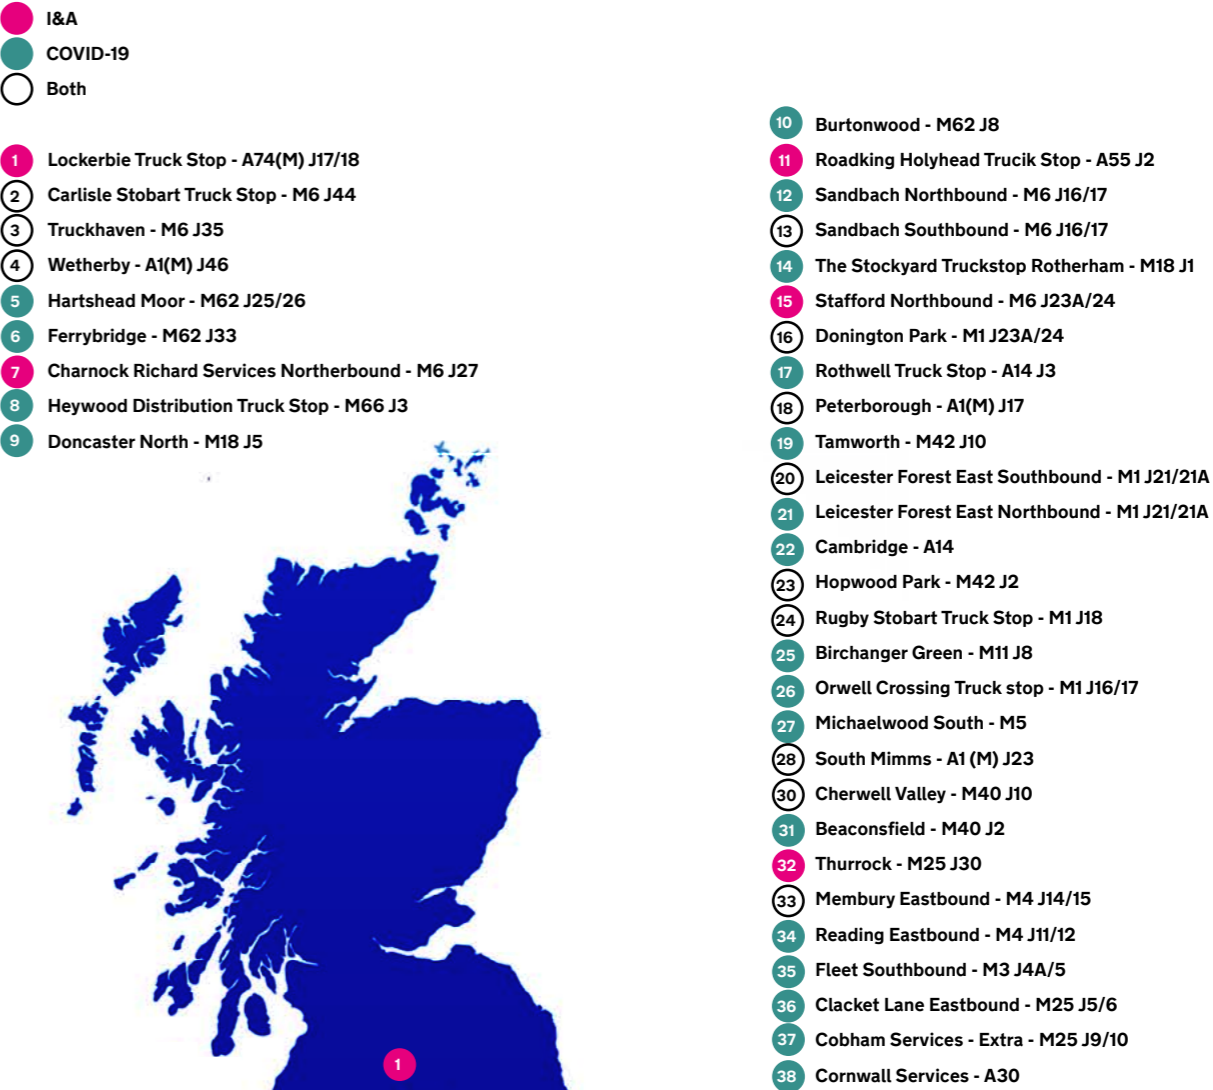 I&A
COVID-19
Both
1 Lockerbie Truck Stop - A74(M) J17/18
2 Carlisle Stobart Truck Stop - M6 J44
3 Truckhaven - M6 J35
4 Wetherby - A1(M) J46
5 Hartshead Moor - M62 J25/26
6 Ferrybridge - M62 J33
7 Charnock Richard Services Northerbound - M6 J27
8 Heywood Distribution Truck Stop - M66 J3
9 Doncaster North - M18 J5
10 Burtonwood - M62 J8
11 Roadking Holyhead Trucik Stop - A55 J2
12 Sandbach Northbound - M6 J16/17
13 Sandbach Southbound - M6 J16/17
14 The Stockyard Truckstop Rotherham - M18 J1
15 Stafford Northbound - M6 J23A/24
16 Donington Park - M1 J23A/24
17 Rothwell Truck Stop - A14 J3
18 Peterborough - A1(M) J17
19 Tamworth - M42 J10
20 Leicester Forest East Southbound - M1 J21/21A
21 Leicester Forest East Northbound - M1 J21/21A
22 Cambridge - A14
23 Hopwood Park - M42 J2
24 Rugby Stobart Truck Stop - M1 J18
25 Birchanger Green - M11 J8
26 Orwell Crossing Truck stop - M1 J16/17
27 Michaelwood South - M5
28 South Mimms - A1 (M) J23
30 Cherwell Valley - M40 J10
31 Beaconsfield - M40 J2
32 Thurrock - M25 J30
33 Membury Eastbound - M4 J14/15
34 Reading Eastbound - M4 J11/12
35 Fleet Southbound - M3 J4A/5
36 Clacket Lane Eastbound - M25 J5/6
37 Cobham Services - Extra - M25 J9/10
38 Cornwall Services - A30
1